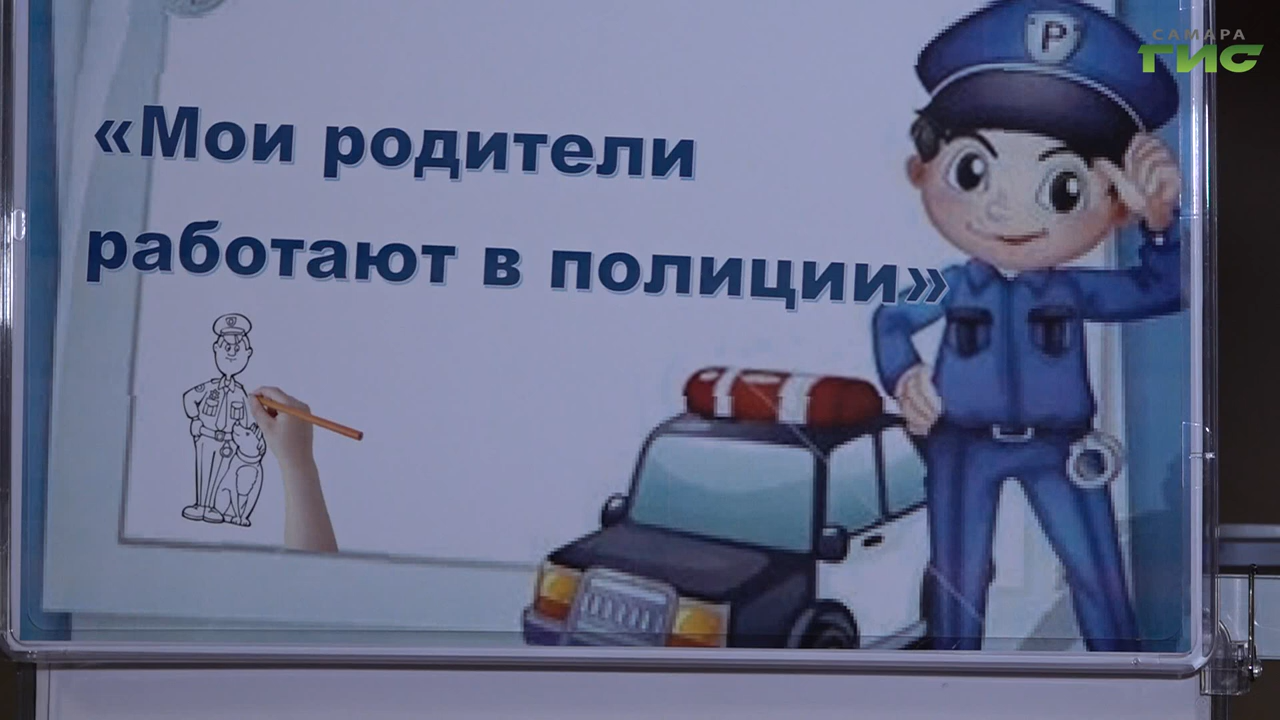 САМАРА
ГИС
P
«Мои родители
работают в полиции»